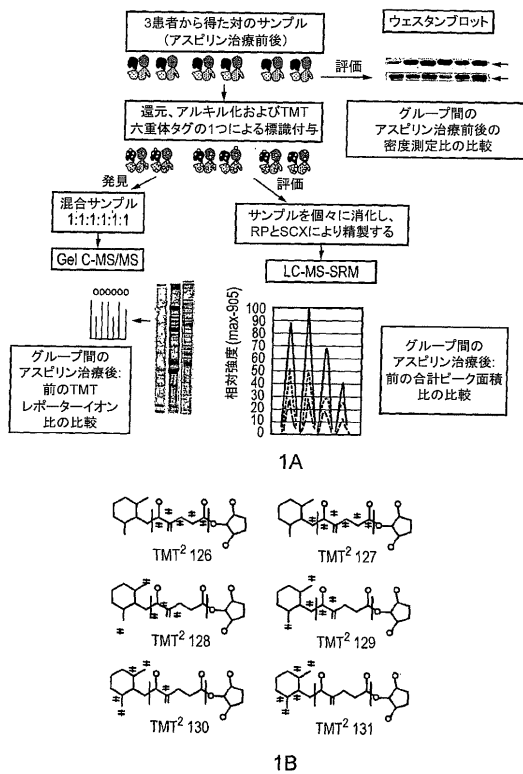 3患者から得た対のサンプル
(アスピリン治療前後)
ウェスタンブロット
評価
還元、アルキル化およびTMT
六重体タグの1つによる標識付与
グループ間の
アスピリン治療前後の
密度測定比の比較
発見
評価
混合サンプル
1:1:1:1:1:1
サンプルを個々に消化し、
RPとSCXにより精製する
Gel C-MS/MS
LC-MS-SRM
グループ間の
アスピリン治療後:
前のTMT
レポーターイオン
比の比較
相対強度(max-905)
100
90
80
70
60
50
40
30
20
10
0
グループ間の
アスピリン治療後:
前の合計ピーク面積
比の比較
1A
TMT² 126
TMT² 127
TMT² 128
TMT² 129
TMT² 130
TMT² 131
1B